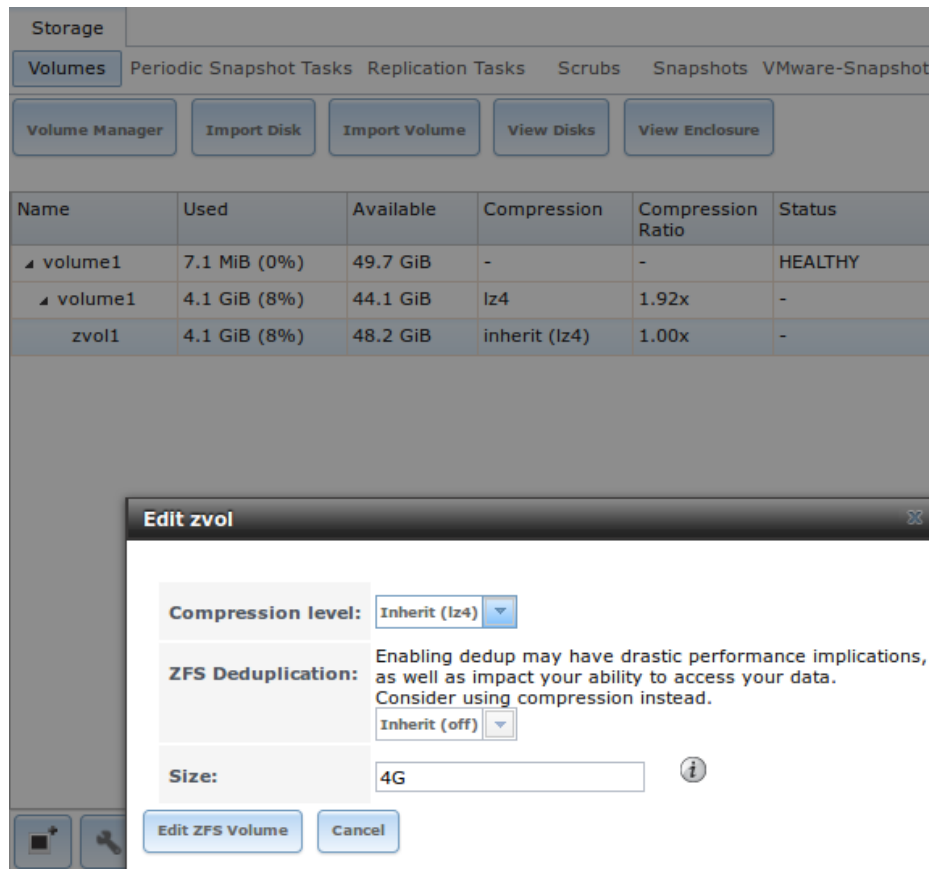 Storage
Volumes Periodic Snapshot Tasks Replication Tasks Scrubs Snapshots VMware-Snapshot
Volume Manager Import Disk Import Volume View Disks View Enclosure
Name Used Available Compression Compression Ratio Status
volume1 7.1 MiB (0%) 49.7 GiB - - HEALTHY
volume1 4.1 GiB (8%) 44.1 GiB lz4 1.92x -
zvol1 4.1 GiB (8%) 48.2 GiB inherit (lz4) 1.00x -
Edit zvol
Compression level: Inherit (lz4)
Enabling dedup may have drastic performance implications,
ZFS Deduplication: as well as impact your ability to access your data.
Consider using compression instead.
Inherit (off)
Size: 4G
Edit ZFS Volume Cancel